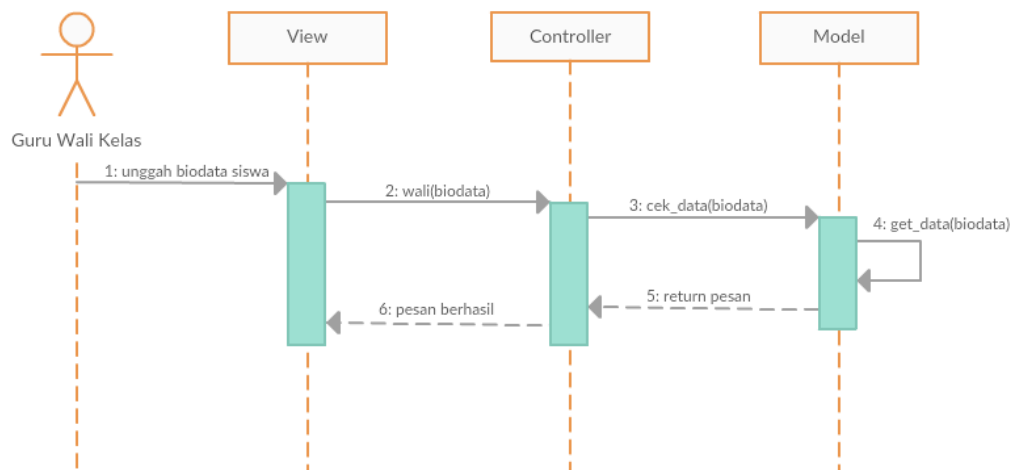 View
Controller
Model
Guru Wali Kelas
1: unggah biodata siswa
2: wali(biodata)
3: cek_data(biodata)
4: get_data(biodata)
5: return pesan
6: pesan berhasil